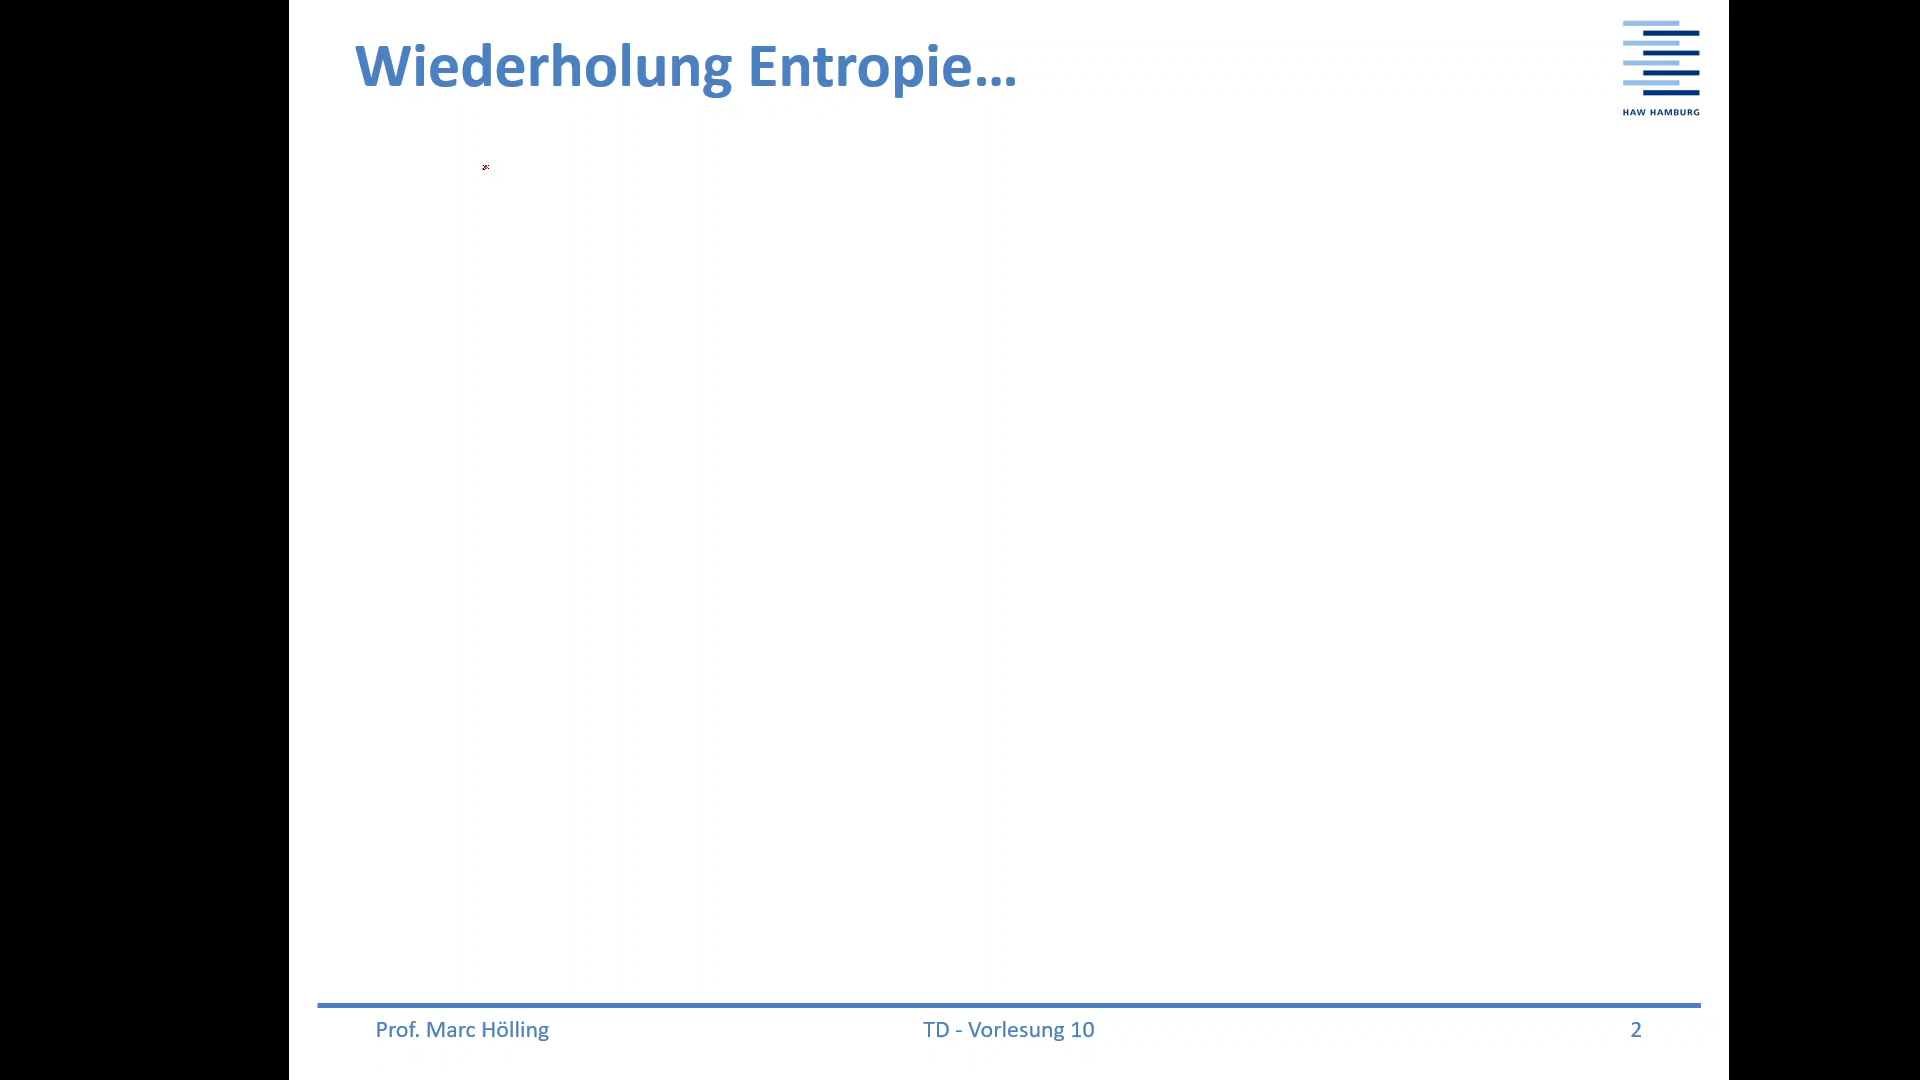 Wiederholung Entropie...
HAW HAMBURG
Prof. Marc Hölling
TD - Vorlesung 10
2